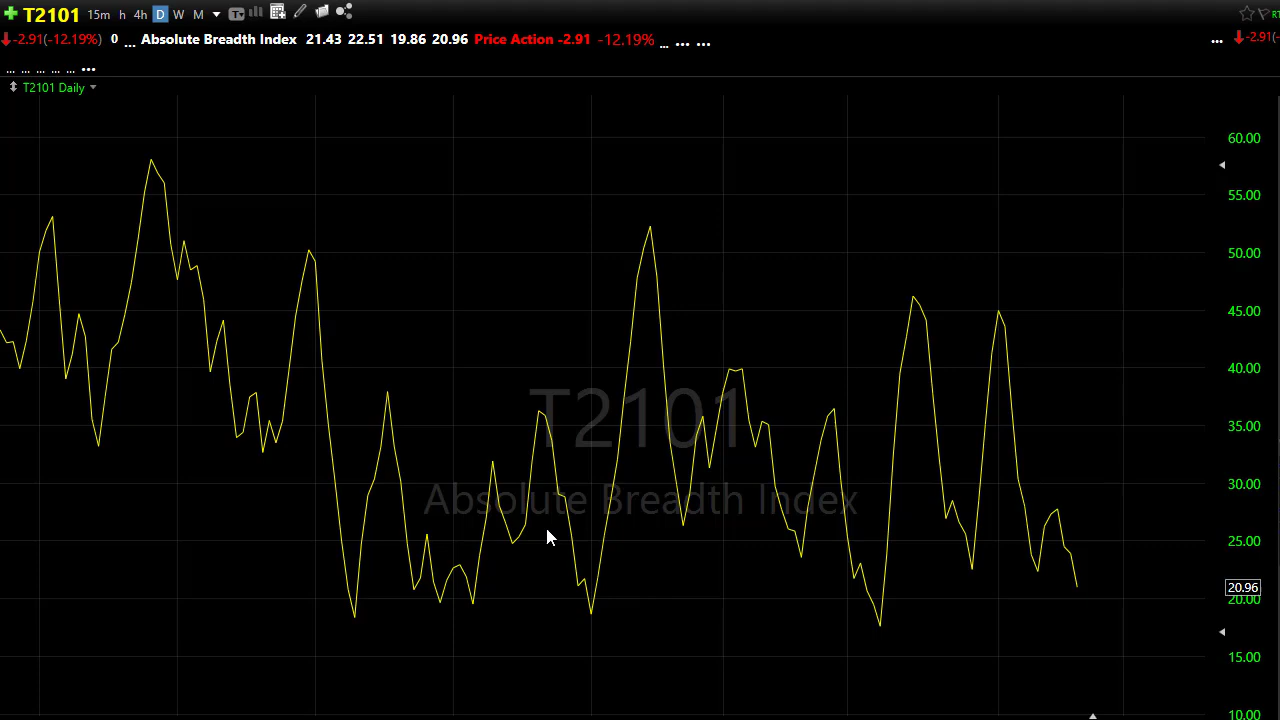 T2101 15m h 4h D W M T RT
-2.91(-12.19%) 0 ... Absolute Breadth Index 21.43 22.51 19.86 20.96 Price Action -2.91 -12.19% ... ... ... ... -2.91(-
... ... ... ... ... ...
T2101 Daily
60.00
55.00
50.00
45.00
40.00
T2101
35.00
Absolute Breadth Index
30.00
25.00
20.96
20.00
15.00
10.00